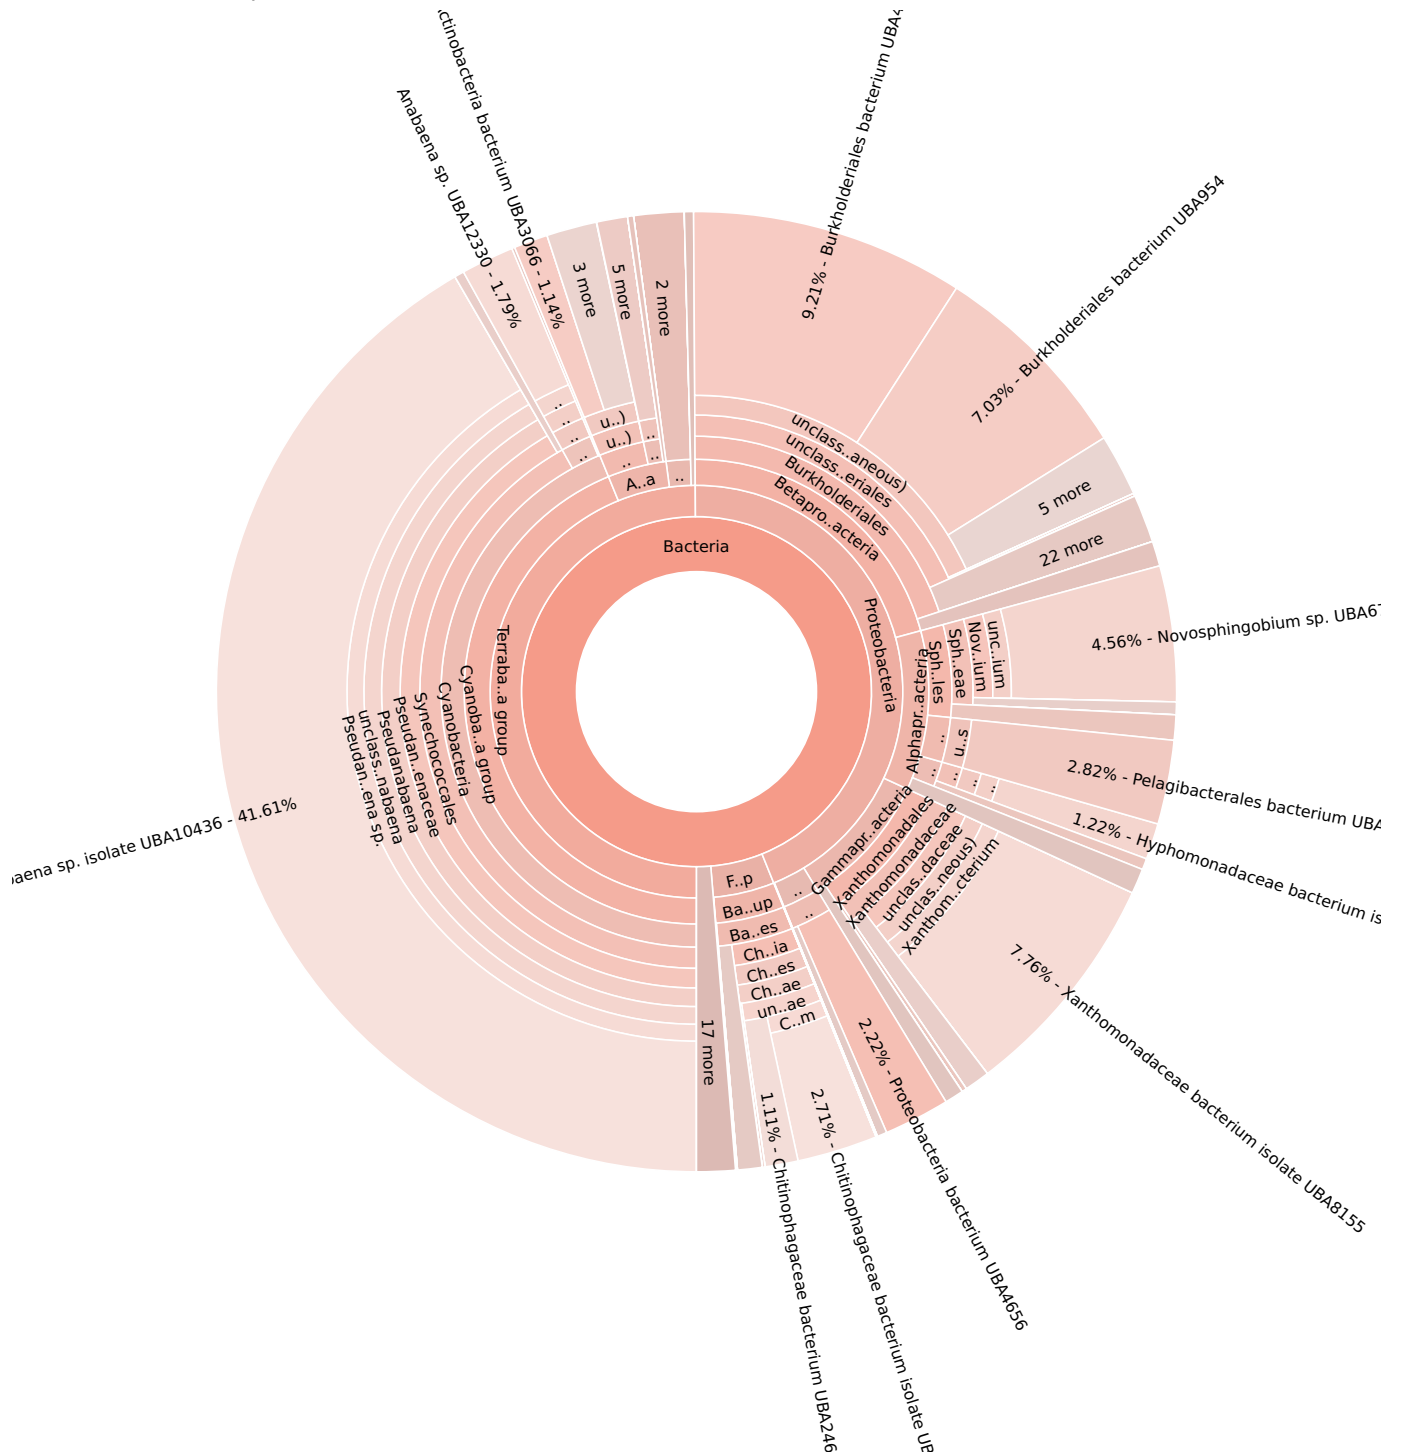 Bacteria
Proteobacteria
Terraba..a group
Betapro..acteria
Burkholderiales
unclass..eriales
unclass..aneous)
9.21% - Burkholderiales bacterium UBA4
7.03% - Burkholderiales bacterium UBA954
5 more
22 more
Alphapr..acteria
Sph..les
Sph..eae
Nov..ium
unc..ium
4.56% - Novosphingobium sp. UBA67
..
u..s
2.82% - Pelagibacterales bacterium UBA
..
..
..
..
1.22% - Hyphomonadaceae bacterium is
Gammapr..acteria
Xanthomonadales
Xanthomonadaceae
unclas..daceae
unclas..neous)
Xanthom..cterium
7.76% - Xanthomonadaceae bacterium isolate UBA8155
..
..
2.22% - Proteobacteria bacterium UBA4656
F..p
Ba..up
Ba..es
Ch..ia
Ch..es
Ch..ae
un..ae
C..m
2.71% - Chitinophagaceae bacterium isolate UB
1.11% - Chitinophagaceae bacterium UBA246
17 more
Cyanoba..a group
Cyanobacteria
Synechococcales
Pseudan..enaceae
Pseudanabaena
unclass..nabaena
Pseudan..ena sp.
aena sp. isolate UBA10436 - 41.61%
..
..
..
..
Anabaena sp. UBA12330 - 1.79%
A..a
..
u..)
u..)
ctinobacteria bacterium UBA3066 - 1.14%
3 more
..
..
5 more
..
2 more